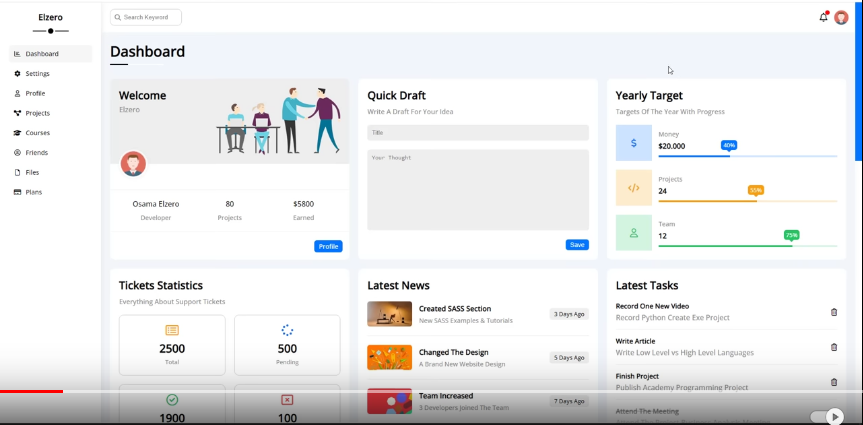 Elzero
Search Keyword
Dashboard
Settings
Profile
Projects
Courses
Friends
Files
Plans
Dashboard
Welcome
Elzero
Osama Elzero
Developer
80
Projects
$5800
Earned
Profile
Quick Draft
Write A Draft For Your Idea
Title
Your Thought
Save
Yearly Target
Targets Of The Year With Progress
Money
$20.000
40%
Projects
24
55%
Team
12
75%
Tickets Statistics
Everything About Support Tickets
2500
Total
500
Pending
1900
100
Latest News
Created SASS Section
New SASS Examples & Tutorials
3 Days Ago
Changed The Design
A Brand New Website Design
5 Days Ago
Team Increased
3 Developers Joined The Team
7 Days Ago
Latest Tasks
Record One New Video
Record Python Create Exe Project
Write Article
Write Low Level vs High Level Languages
Finish Project
Publish Academy Programming Project
Attend The Meeting